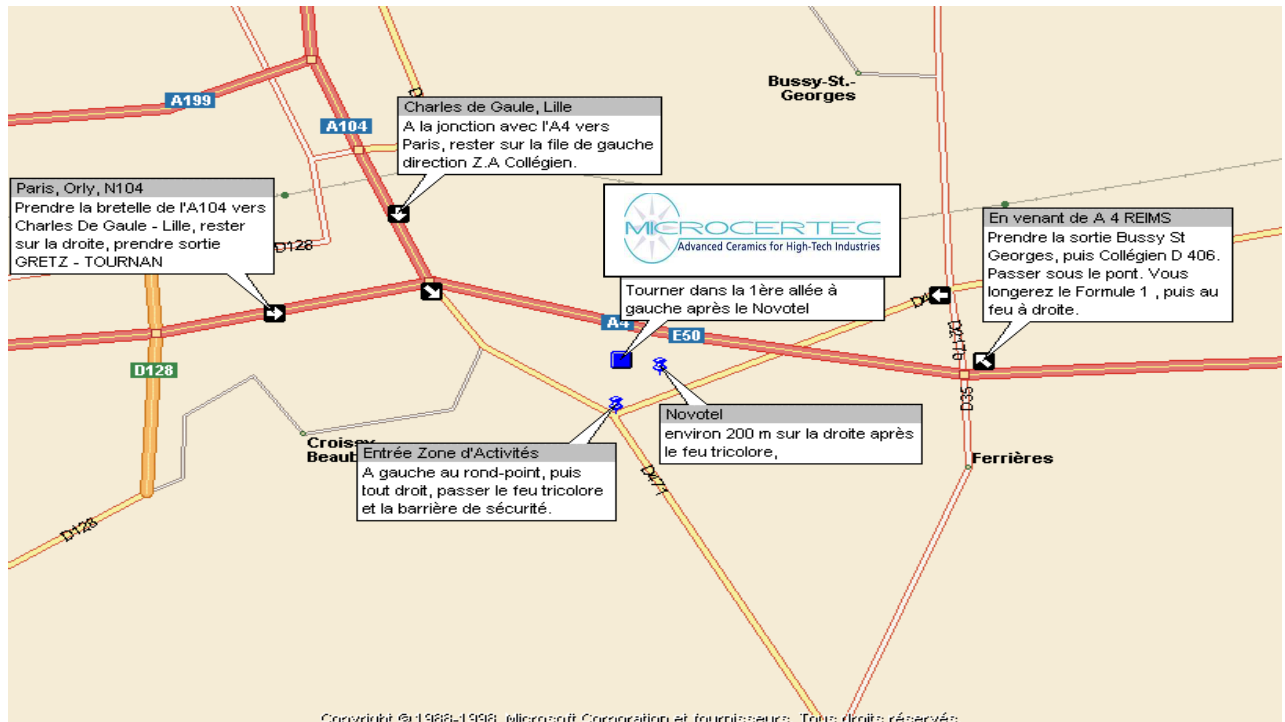 Bussy-St.-
Georges
A199
A104
Charles de Gaule, Lille
A la jonction avec l'A4 vers
Paris, rester sur la file de gauche
direction Z.A Collégien.
Paris, Orly, N104
Prendre la bretelle de l'A104 vers
Charles De Gaule - Lille, rester
sur la droite, prendre sortie
GRETZ - TOURNAN
D128
MICROCERTEC
Advanced Ceramics for High-Tech Industries
En venant de A 4 REIMS
Prendre la sortie Bussy St
Georges, puis Collégien D 406.
Passer sous le pont. Vous
longerez le Formule 1 , puis au
feu à droite.
Tourner dans la 1ère allée à
gauche après le Novotel
A4
E50
D128
D35
Novotel
environ 200 m sur la droite après
le feu tricolore,
Croissy
Entrée Zone d'Activités
A gauche au rond-point, puis
tout droit, passer le feu tricolore
et la barrière de sécurité.
Ferrières
D471
D128
Copyright © 1988-1998, Microsoft Corporation et fournisseurs. Tous droits réservés